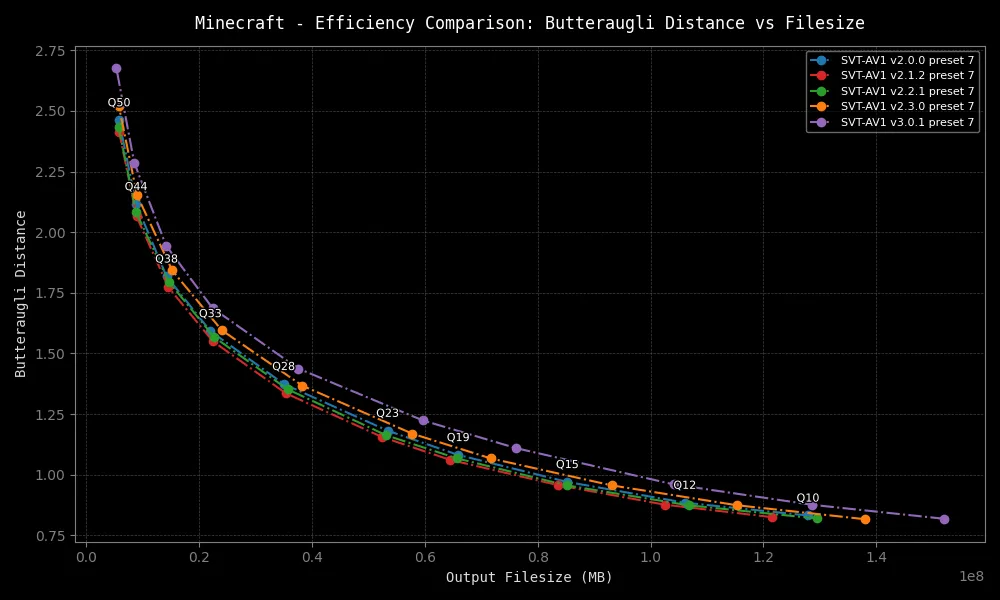 Minecraft - Efficiency Comparison: Butteraugli Distance vs Filesize
SVT-AV1 v2.0.0 preset 7
SVT-AV1 v2.1.2 preset 7
SVT-AV1 v2.2.1 preset 7
SVT-AV1 v2.3.0 preset 7
SVT-AV1 v3.0.1 preset 7
Butteraugli Distance
2.75
2.50
2.25
2.00
1.75
1.50
1.25
1.00
0.75
Q50
Q44
Q38
Q33
Q28
Q23
Q19
Q15
Q12
Q10
0.0 0.2 0.4 0.6 0.8 1.0 1.2 1.4
1e8
Output Filesize (MB)